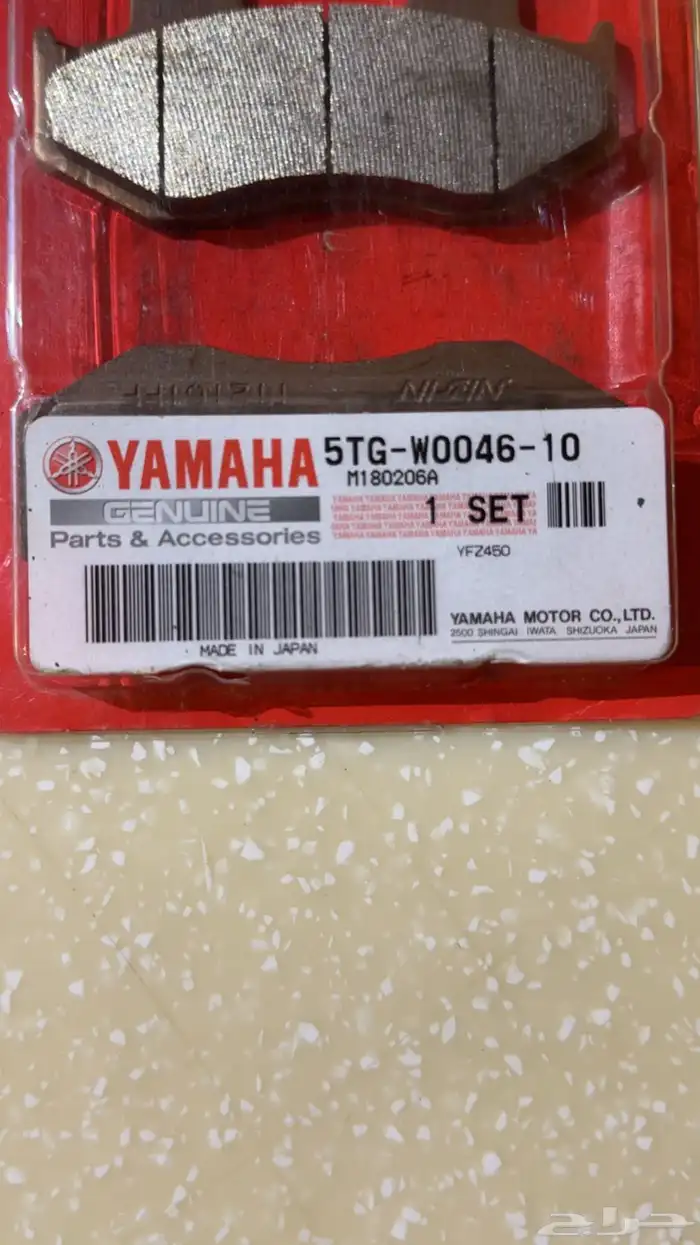 NISSIN
YAMAHA 5TG-W0046-10
M180206A
GENUINE
1 SET
Parts & Accessories
YFZ450
YAMAHA MOTOR CO.,LTD.
2500 SHINGAI IWATA SHIZUOKA JAPAN
MADE IN JAPAN
حراج